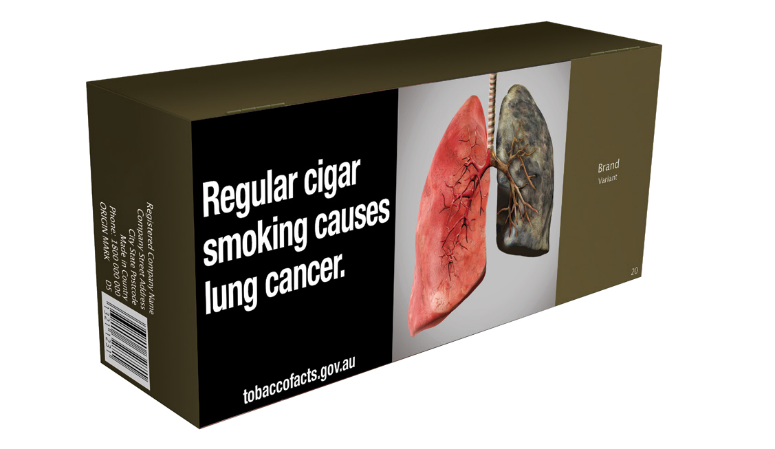 Regular cigar
smoking causes
lung cancer.
tobaccofacts.gov.au
Brand
Variant
20
Registered Company Name
Company Street Address
City State Postcode
Made in Country
Phone: 1800 000 000
ORIGIN MARK DS